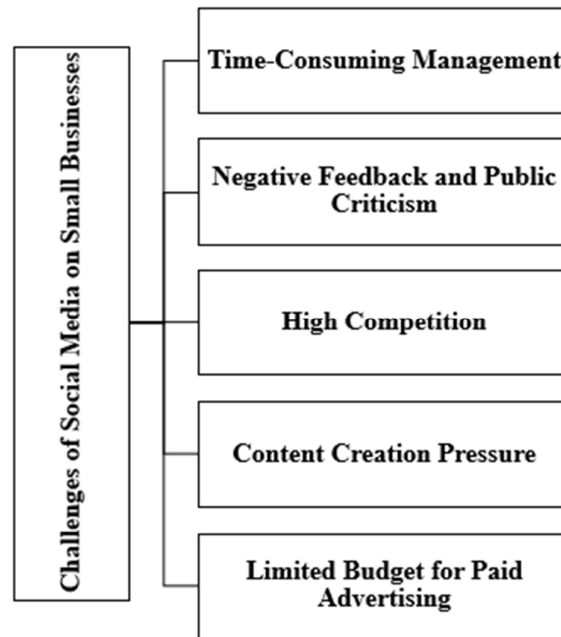 Challenges of Social Media on Small Businesses
Time-Consuming Management
Negative Feedback and Public
Criticism
High Competition
Content Creation Pressure
Limited Budget for Paid
Advertising